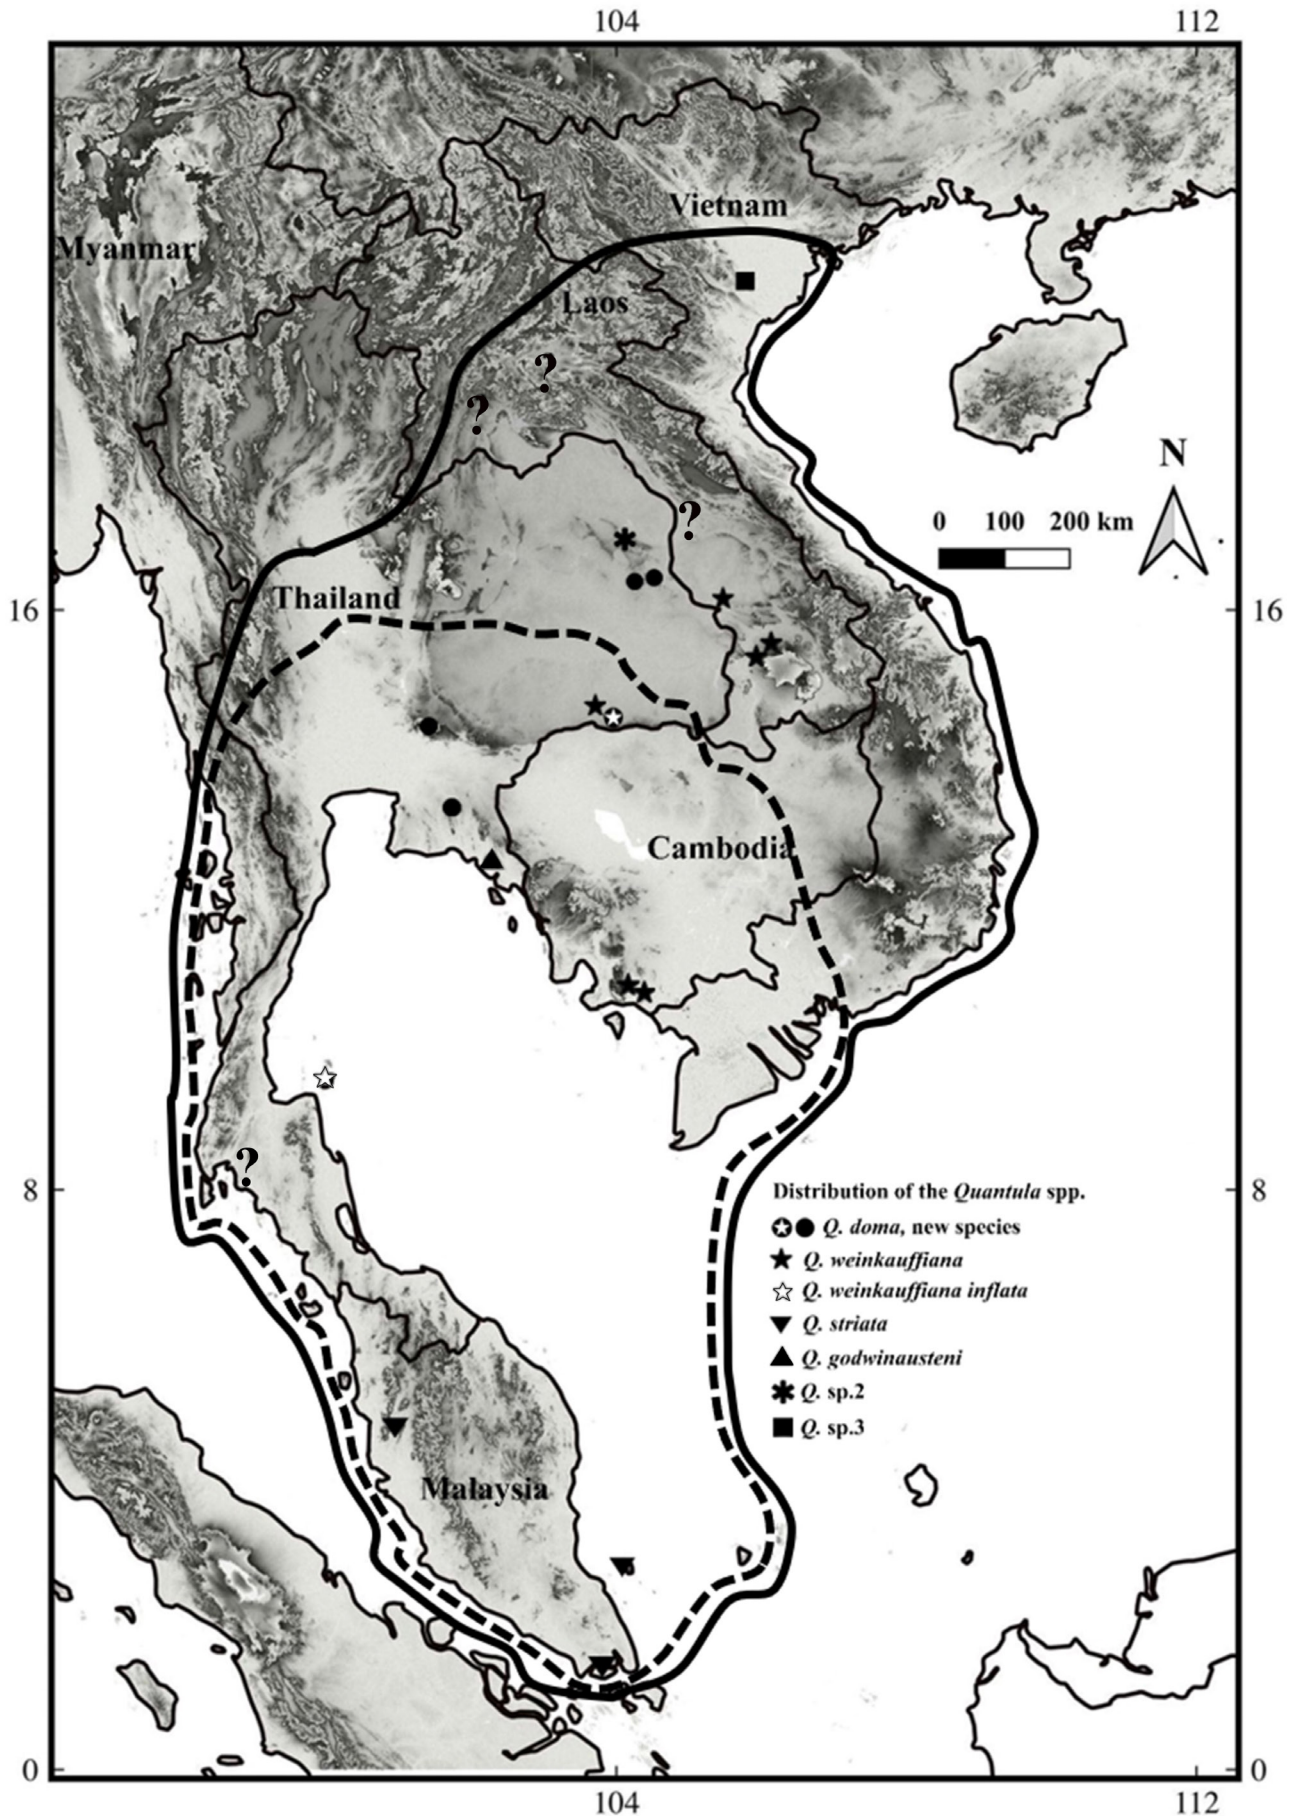 104 112
Vietnam
Myanmar
Laos
?
?
N
?
0 100 200 km
Thailand
16 16
Cambodia
?
8 8
Distribution of the Quantula spp.
Q. doma, new species
Q. weinkauffiana
Q. weinkauffiana inflata
Q. striata
Q. godwinausteni
Q. sp.2
Q. sp.3
Malaysia
0 0
104 112